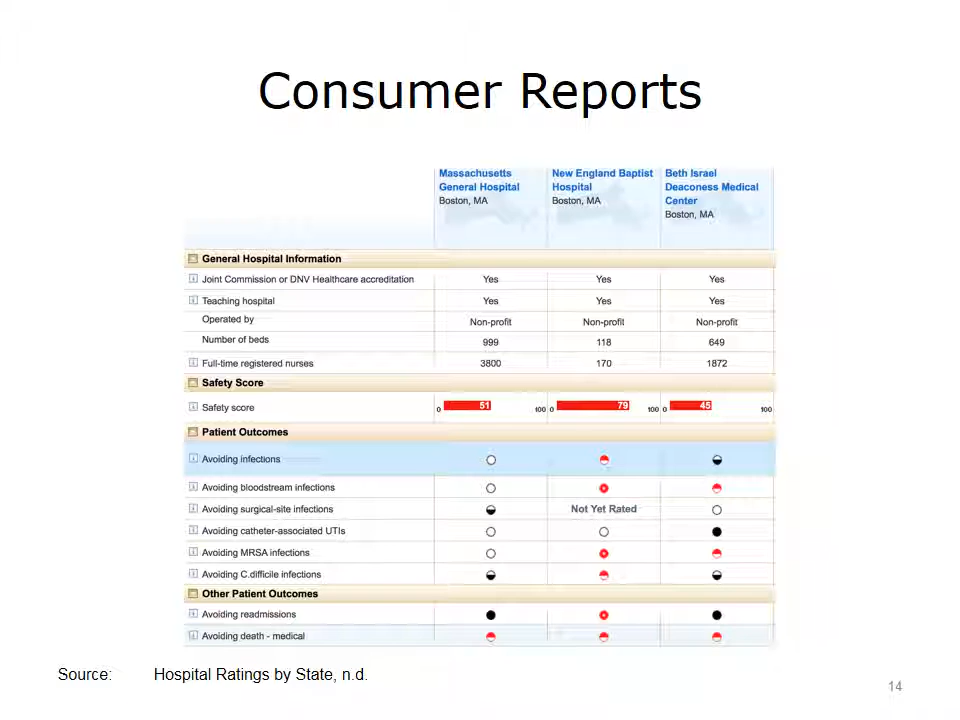 Consumer Reports
Massachusetts General Hospital Boston, MA
New England Baptist Hospital Boston, MA
Beth Israel Deaconess Medical Center Boston, MA
General Hospital Information
Joint Commission or DNV Healthcare accreditation Yes Yes Yes
Teaching hospital Yes Yes Yes
Operated by Non-profit Non-profit Non-profit
Number of beds 999 118 649
Full-time registered nurses 3800 170 1872
Safety Score
Safety score 0 51 100 0 79 100 0 45 100
Patient Outcomes
Avoiding infections
Avoiding bloodstream infections
Avoiding surgical-site infections Not Yet Rated
Avoiding catheter-associated UTIs
Avoiding MRSA infections
Avoiding C.difficile infections
Other Patient Outcomes
Avoiding readmissions
Avoiding death - medical
Source: Hospital Ratings by State, n.d.
14